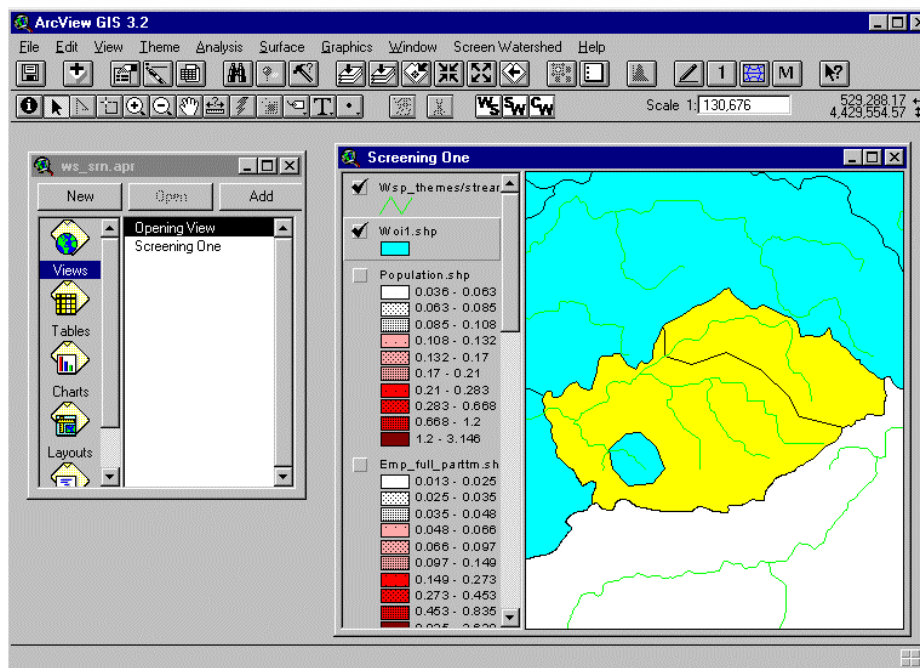 ArcView GIS 3.2
File Edit View Theme Analysis Surface Graphics Window Screen Watershed Help
1 M
T WS SW CW Scale 1: 130,676 529,288.17
4,429,554.57
ws_srn.apr
New Open Add
Opening View
Screening One
Views
Tables
Charts
Layouts
Screening One
Wsp_themes/strear
Woi1.shp
Population.shp
0.036 - 0.063
0.063 - 0.085
0.085 - 0.108
0.108 - 0.132
0.132 - 0.17
0.17 - 0.21
0.21 - 0.283
0.283 - 0.668
0.668 - 1.2
1.2 - 3.146
Emp_full_parttm.sh
0.013 - 0.025
0.025 - 0.035
0.035 - 0.048
0.048 - 0.066
0.066 - 0.097
0.097 - 0.149
0.149 - 0.273
0.273 - 0.453
0.453 - 0.835